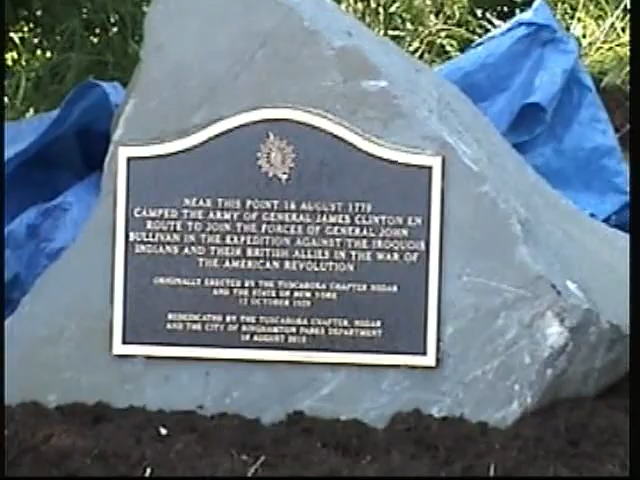 NEAR THIS POINT 16 AUGUST 1779
CAMPED THE ARMY OF GENERAL JAMES CLINTON EN
ROUTE TO JOIN THE FORCES OF GENERAL JOHN
SULLIVAN IN THE EXPEDITION AGAINST THE IROQUOIS
INDIANS AND THEIR BRITISH ALLIES IN THE WAR OF
THE AMERICAN REVOLUTION
ORIGINALLY ERECTED BY THE TUSCARORA CHAPTER NSDAR
AND THE STATE OF NEW YORK
12 OCTOBER 1929
REDEDICATED BY THE TUSCARORA CHAPTER, NSDAR
AND THE CITY OF BINGHAMTON PARKS DEPARTMENT
AUGUST